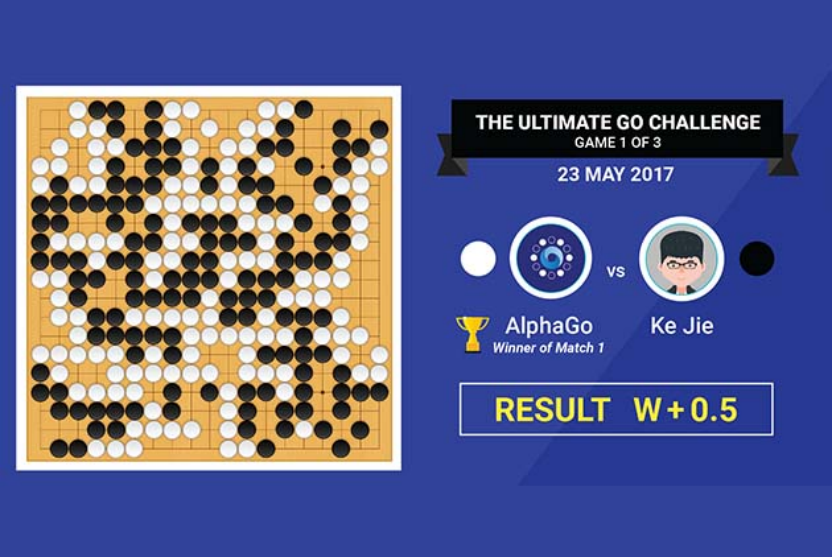 THE ULTIMATE GO CHALLENGE
GAME 1 OF 3
23 MAY 2017
vs
AlphaGo
Winner of Match 1
Ke Jie
RESULT W+0.5